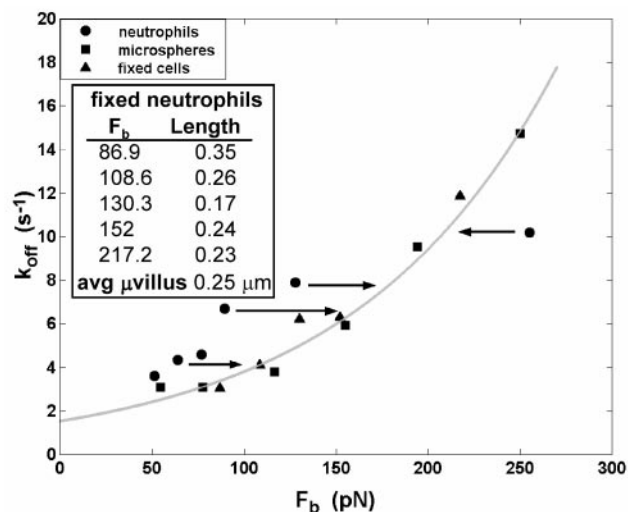 20
18
16
14
12
10
8
6
4
2
0
k_off (s⁻¹)
neutrophils
microspheres
fixed cells
fixed neutrophils
F_b Length
86.9 0.35
108.6 0.26
130.3 0.17
152 0.24
217.2 0.23
avg μvillus 0.25 μm
0 50 100 150 200 250 300
F_b (pN)